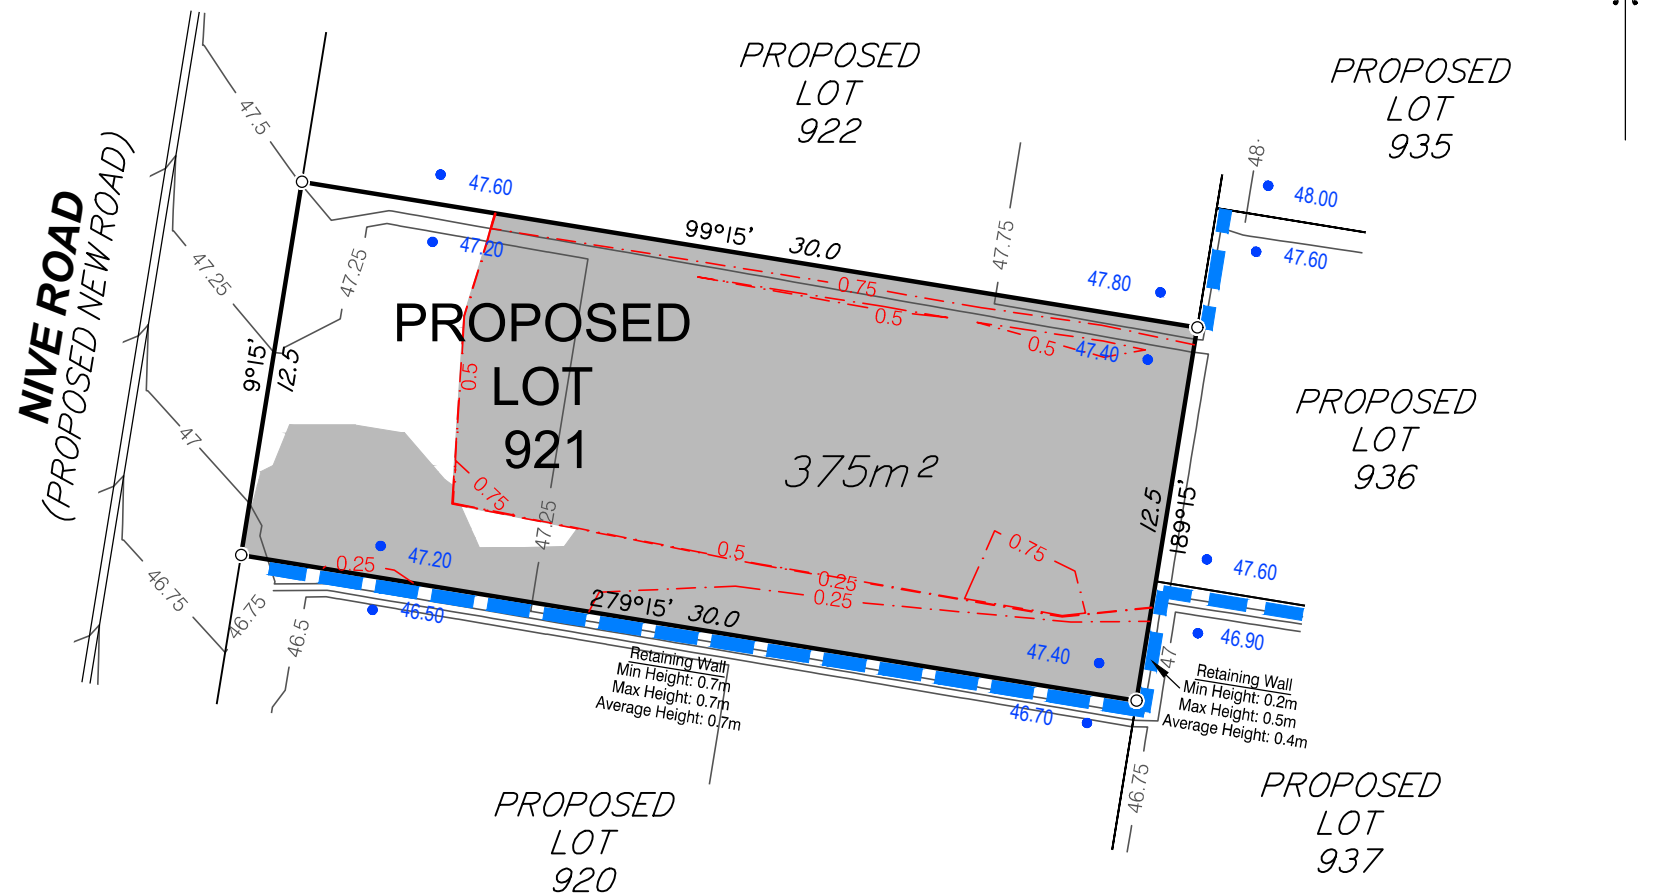 PROPOSED
LOT
922
PROPOSED
LOT
935
47.5
48.
47.60
48.00
NIVE ROAD
(PROPOSED NEW ROAD)
99°15' 30.0
47.20
47.25
47.25
47.75
47.60
47.80
0.75
0.5
0.5
47.40
PROPOSED
LOT
921
9°15'
12.5
0.5
PROPOSED
LOT
936
47
375m²
0.75
12.5
189°15'
47.25
0.5
0.75
47.20
0.25
0.25
0.25
47.60
46.75
46.75
46.5
46.50
279°15' 30.0
46.90
47.40
47
Retaining Wall
Min Height: 0.7m
Max Height: 0.7m
Average Height: 0.7m
Retaining Wall
Min Height: 0.2m
Max Height: 0.5m
Average Height: 0.4m
46.70
46.75
PROPOSED
LOT
920
PROPOSED
LOT
937